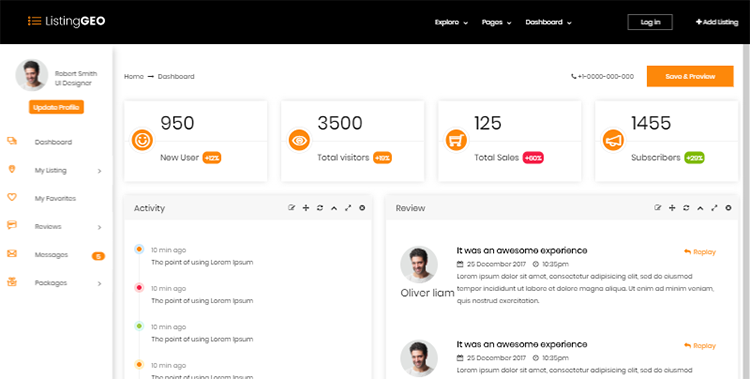 ListingGEO
Explore Pages Dashboard Log in + Add Listing
Robert Smith
UI Designer
Update Profile
Dashboard
My Listing
My Favorites
Reviews
Messages
Packages
Home → Dashboard
+1-0000-000-000
Save & Preview
950
New User +12%
3500
Total visitors +19%
125
Total Sales +60%
1455
Subscribers +29%
Activity
10 min ago
The point of using Lorem Ipsum
10 min ago
The point of using Lorem Ipsum
10 min ago
The point of using Lorem Ipsum
10 min ago
The point of using Lorem Ipsum
Review
It was an awesome experience
Replay
25 December 2017 10:35pm
Oliver liam
Lorem ipsum dolor sit amet, consectetur adipisicing elit, sed do eiusmod
tempor incididunt ut labore et dolore magna aliqua. Ut enim ad minim veniam,
quis nostrud exercitation.
It was an awesome experience
Replay
25 December 2017 10:35pm
Lorem ipsum dolor sit amet, consectetur adipisicing elit, sed do eiusmod